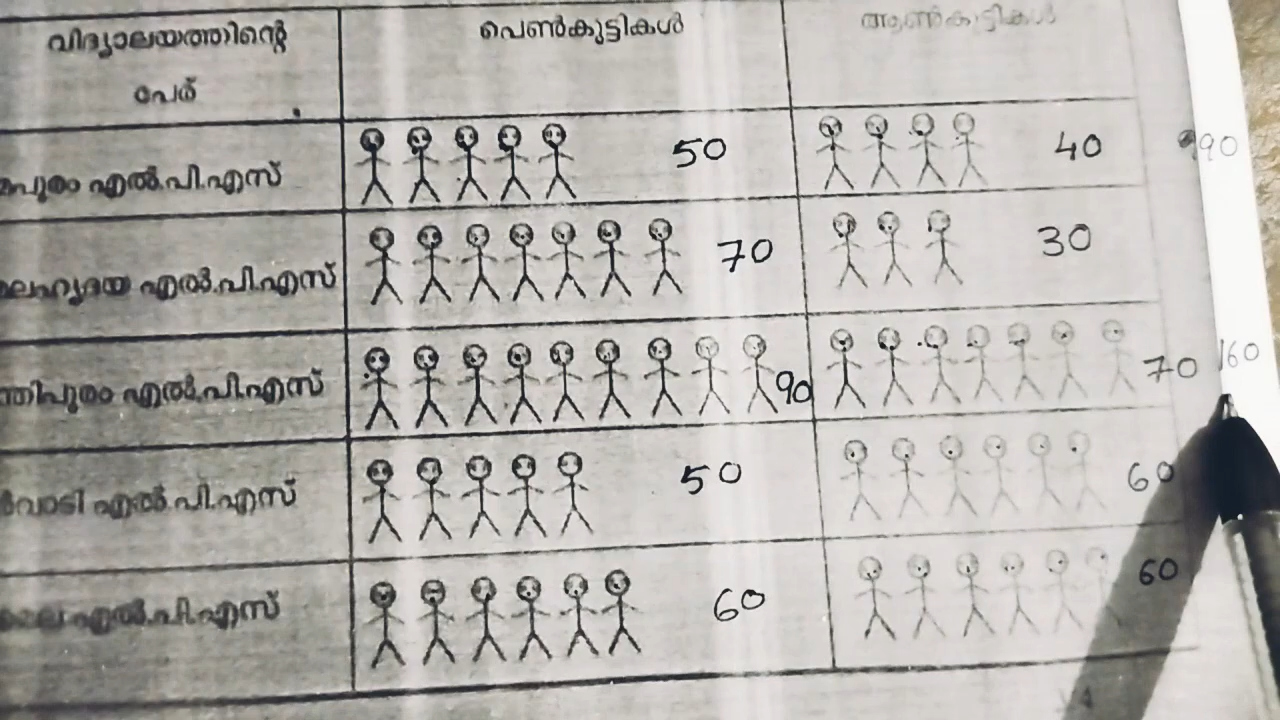 വിദ്യാലയത്തിന്റെ പെൺകുട്ടികൾ ആൺകുട്ടികൾ
പേര്
എൽ.പി.എസ് 50 40 90
എൽ.പി.എസ് 70 30
എൽ.പി.എസ് 90 70 160
എൽ.പി.എസ് 50 60
എൽ.പി.എസ് 60 60